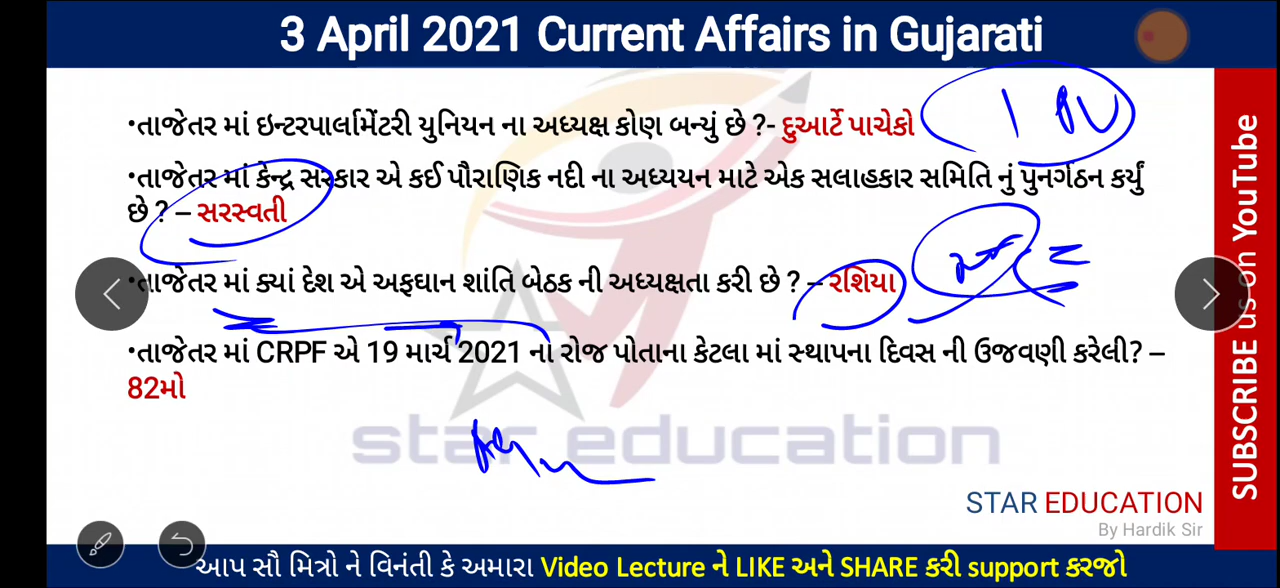 3 April 2021 Current Affairs in Gujarati
•તાજેતર માં ઇન્ટરપાર્લામેંટરી યુનિયન ના અધ્યક્ષ કોણ બન્યું છે ?- દુઆર્ટે પાચેકો
•તાજેતર માં કેન્દ્ર સરકાર એ કઈ પૌરાણિક નદી ના અધ્યયન માટે એક સલાહકાર સમિતિ નું પુનર્ગઠન કર્યું
છે ? – સરસ્વતી
•તાજેતર માં ક્યાં દેશ એ અફઘાન શાંતિ બેઠક ની અધ્યક્ષતા કરી છે ? – રશિયા
•તાજેતર માં CRPF એ 19 માર્ચ 2021 ના રોજ પોતાના કેટલા માં સ્થાપના દિવસ ની ઉજવણી કરેલી? –
82મો
star education
STAR EDUCATION
By Hardik Sir
આપ સૌ મિત્રો ને વિનંતી કે અમારા Video Lecture ને LIKE અને SHARE કરી support કરજો
SUBSCRIBE us on YouTube